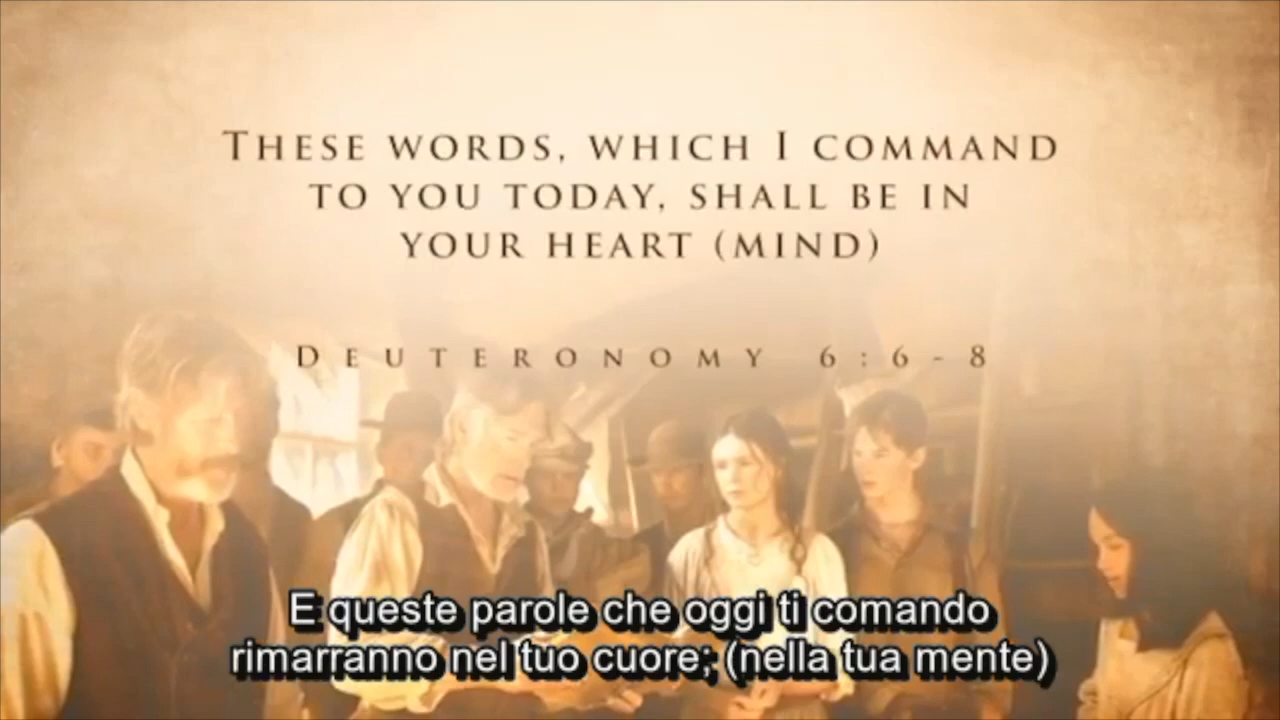 THESE WORDS, WHICH I COMMAND
TO YOU TODAY, SHALL BE IN
YOUR HEART (MIND)
DEUTERONOMY 6:6-8
E queste parole che oggi ti comando
rimarranno nel tuo cuore; (nella tua mente)